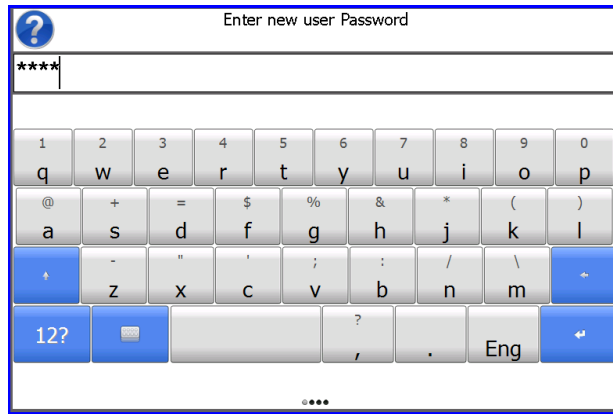 Enter new user Password
****
1 2 3 4 5 6 7 8 9 0
q w e r t y u i o p
@ + = $ % & * ( )
a s d f g h j k l
- " ' ; : / \
z x c v b n m
?
12? , . Eng